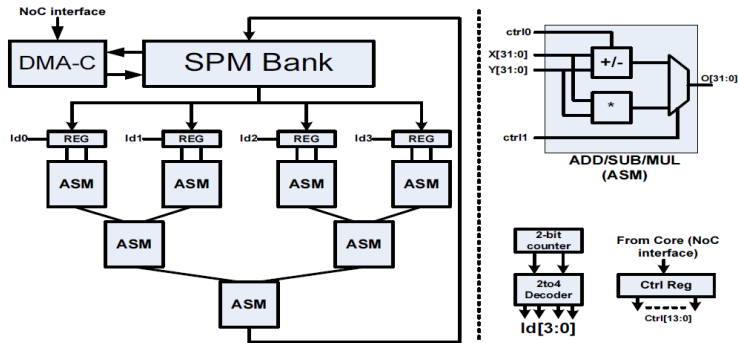 NoC interface
DMA-C
SPM Bank
ld0
REG
ld1
REG
ld2
REG
ld3
REG
ASM
ASM
ASM
ASM
ASM
ASM
ASM
ctrl0
X[31:0]
Y[31:0]
+/-
*
O[31:0]
ctrl1
ADD/SUB/MUL
(ASM)
2-bit
counter
2to4
Decoder
ld[3:0]
From Core (NoC
interface)
Ctrl Reg
Ctrl[13:0]